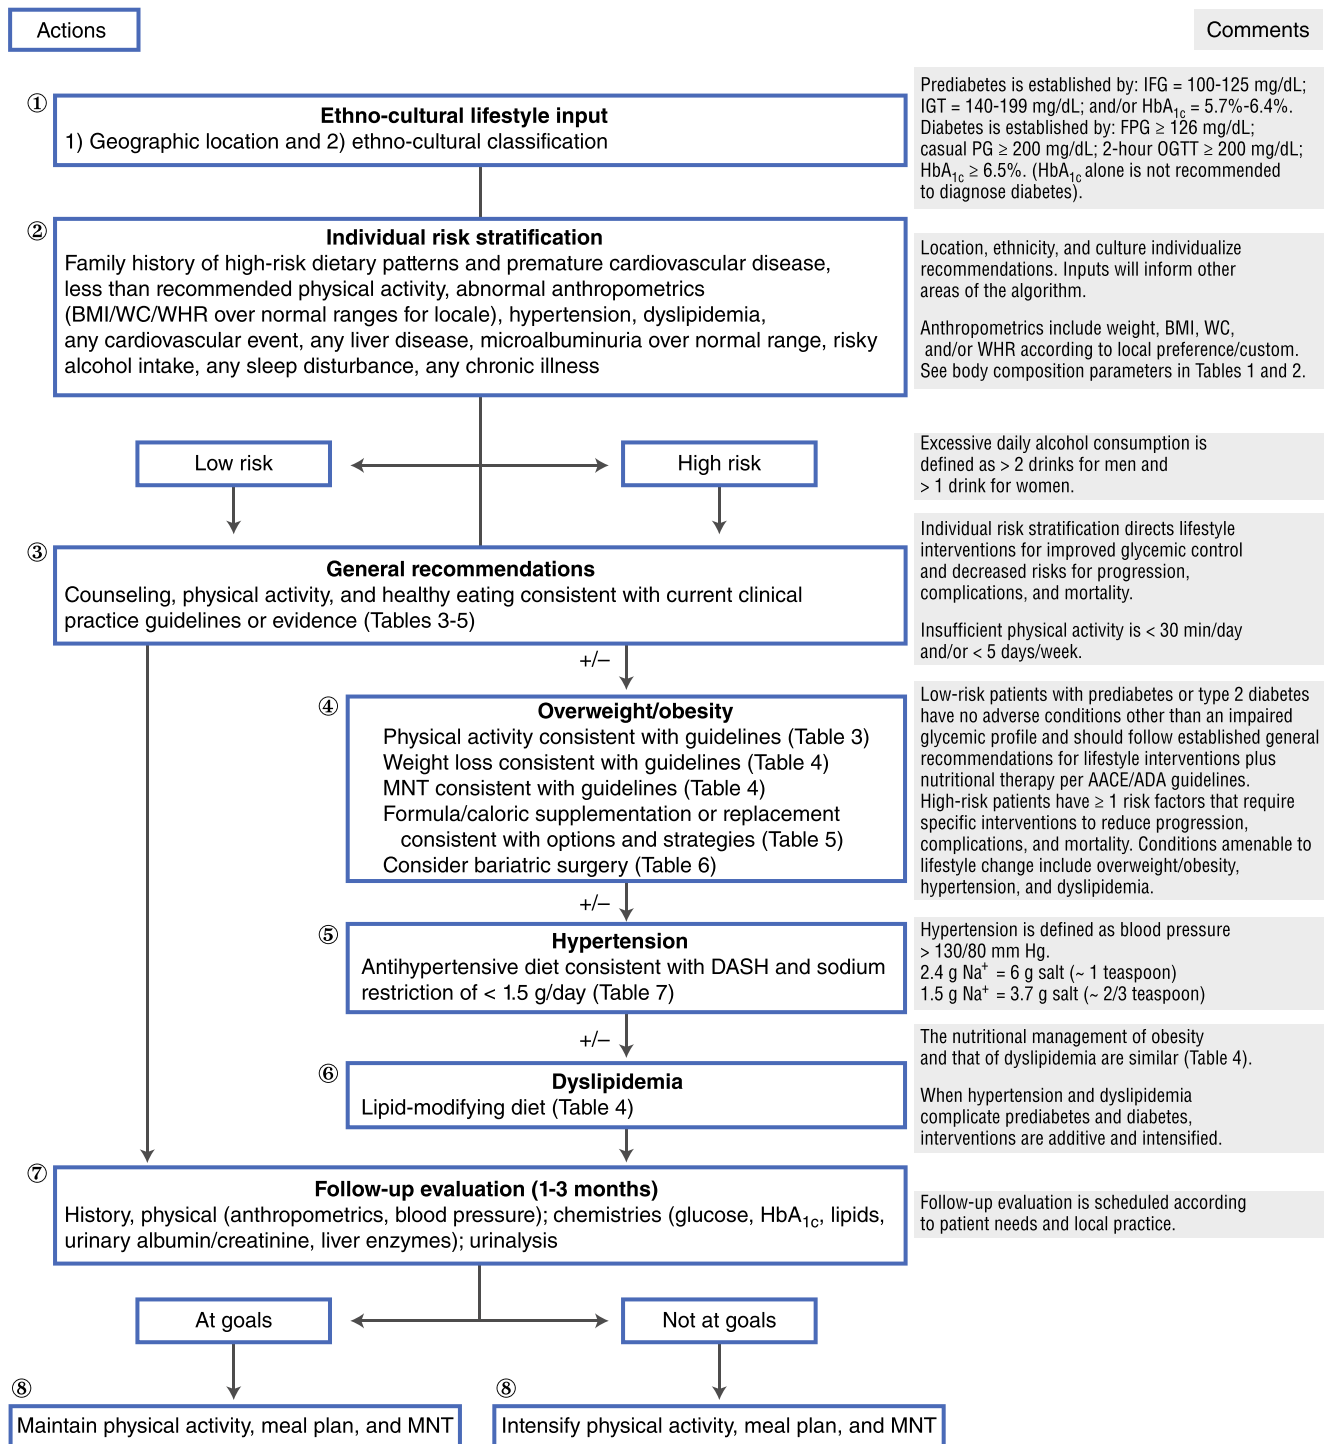 Actions
Comments
①
Ethno-cultural lifestyle input
1) Geographic location and 2) ethno-cultural classification
Prediabetes is established by: IFG = 100-125 mg/dL;
IGT = 140-199 mg/dL; and/or HbA1c = 5.7%-6.4%.
Diabetes is established by: FPG ≥ 126 mg/dL;
casual PG ≥ 200 mg/dL; 2-hour OGTT ≥ 200 mg/dL;
HbA1c ≥ 6.5%. (HbA1c alone is not recommended
to diagnose diabetes).
②
Individual risk stratification
Family history of high-risk dietary patterns and premature cardiovascular disease,
less than recommended physical activity, abnormal anthropometrics
(BMI/WC/WHR over normal ranges for locale), hypertension, dyslipidemia,
any cardiovascular event, any liver disease, microalbuminuria over normal range, risky
alcohol intake, any sleep disturbance, any chronic illness
Location, ethnicity, and culture individualize
recommendations. Inputs will inform other
areas of the algorithm.
Anthropometrics include weight, BMI, WC,
and/or WHR according to local preference/custom.
See body composition parameters in Tables 1 and 2.
Low risk
High risk
Excessive daily alcohol consumption is
defined as > 2 drinks for men and
> 1 drink for women.
③
General recommendations
Counseling, physical activity, and healthy eating consistent with current clinical
practice guidelines or evidence (Tables 3-5)
Individual risk stratification directs lifestyle
interventions for improved glycemic control
and decreased risks for progression,
complications, and mortality.
Insufficient physical activity is < 30 min/day
and/or < 5 days/week.
+/–
④
Overweight/obesity
Physical activity consistent with guidelines (Table 3)
Weight loss consistent with guidelines (Table 4)
MNT consistent with guidelines (Table 4)
Formula/caloric supplementation or replacement
consistent with options and strategies (Table 5)
Consider bariatric surgery (Table 6)
Low-risk patients with prediabetes or type 2 diabetes
have no adverse conditions other than an impaired
glycemic profile and should follow established general
recommendations for lifestyle interventions plus
nutritional therapy per AACE/ADA guidelines.
High-risk patients have ≥ 1 risk factors that require
specific interventions to reduce progression,
complications, and mortality. Conditions amenable to
lifestyle change include overweight/obesity,
hypertension, and dyslipidemia.
+/–
⑤
Hypertension
Antihypertensive diet consistent with DASH and sodium
restriction of < 1.5 g/day (Table 7)
Hypertension is defined as blood pressure
> 130/80 mm Hg.
2.4 g Na+ = 6 g salt (~ 1 teaspoon)
1.5 g Na+ = 3.7 g salt (~ 2/3 teaspoon)
+/–
⑥
Dyslipidemia
Lipid-modifying diet (Table 4)
The nutritional management of obesity
and that of dyslipidemia are similar (Table 4).
When hypertension and dyslipidemia
complicate prediabetes and diabetes,
interventions are additive and intensified.
⑦
Follow-up evaluation (1-3 months)
History, physical (anthropometrics, blood pressure); chemistries (glucose, HbA1c, lipids,
urinary albumin/creatinine, liver enzymes); urinalysis
Follow-up evaluation is scheduled according
to patient needs and local practice.
At goals
Not at goals
⑧
Maintain physical activity, meal plan, and MNT
⑧
Intensify physical activity, meal plan, and MNT